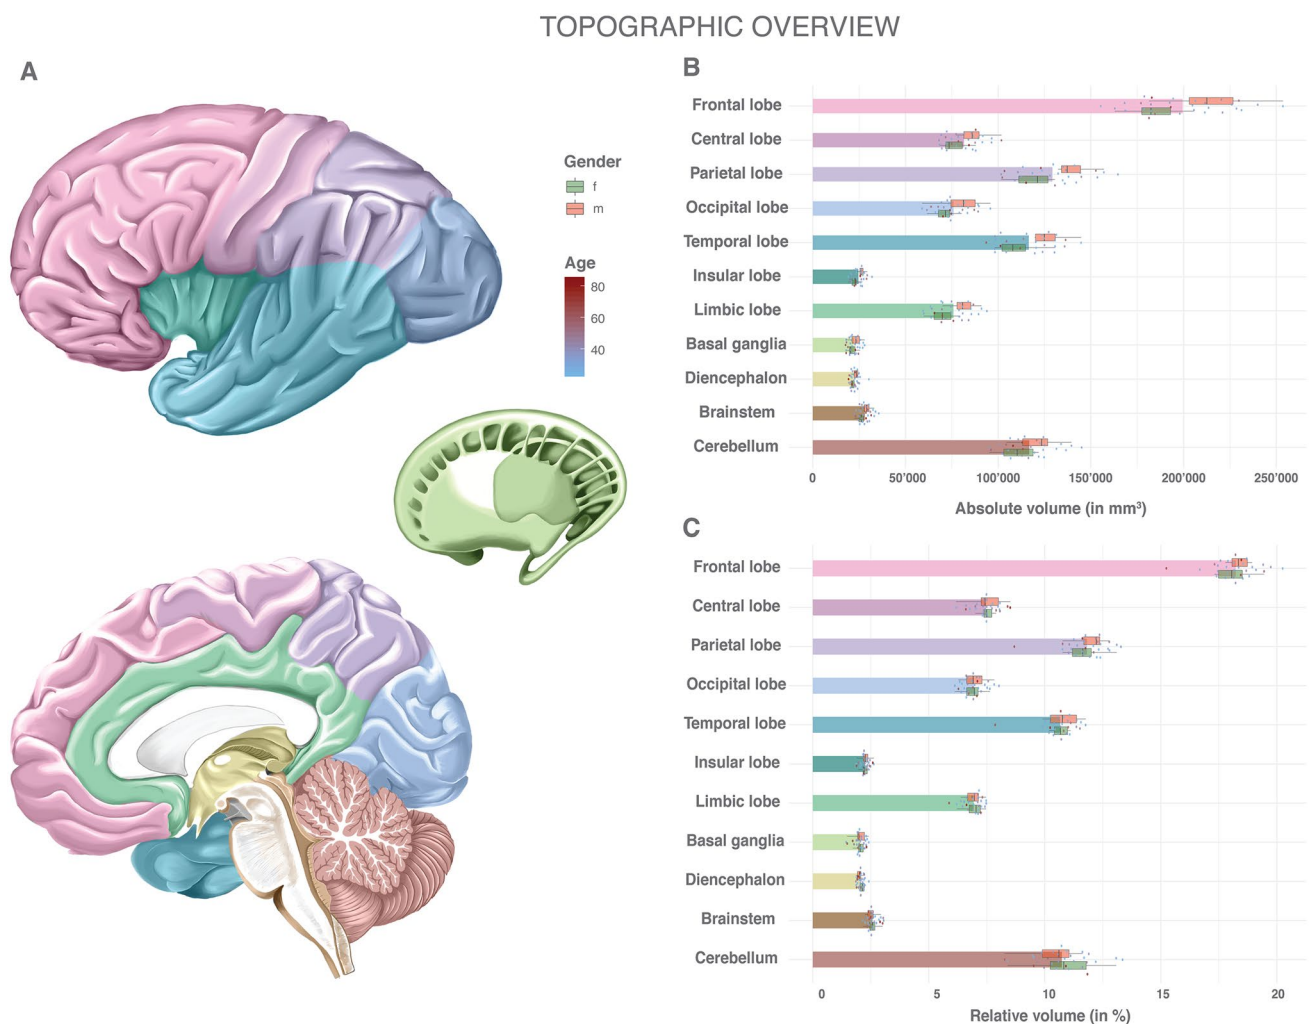 TOPOGRAPHIC OVERVIEW
A
Gender
f
m
Age
80
60
40
B
Frontal lobe
Central lobe
Parietal lobe
Occipital lobe
Temporal lobe
Insular lobe
Limbic lobe
Basal ganglia
Diencephalon
Brainstem
Cerebellum
0 50'000 100'000 150'000 200'000 250'000
Absolute volume (in mm³)
C
Frontal lobe
Central lobe
Parietal lobe
Occipital lobe
Temporal lobe
Insular lobe
Limbic lobe
Basal ganglia
Diencephalon
Brainstem
Cerebellum
0 5 10 15 20
Relative volume (in %)